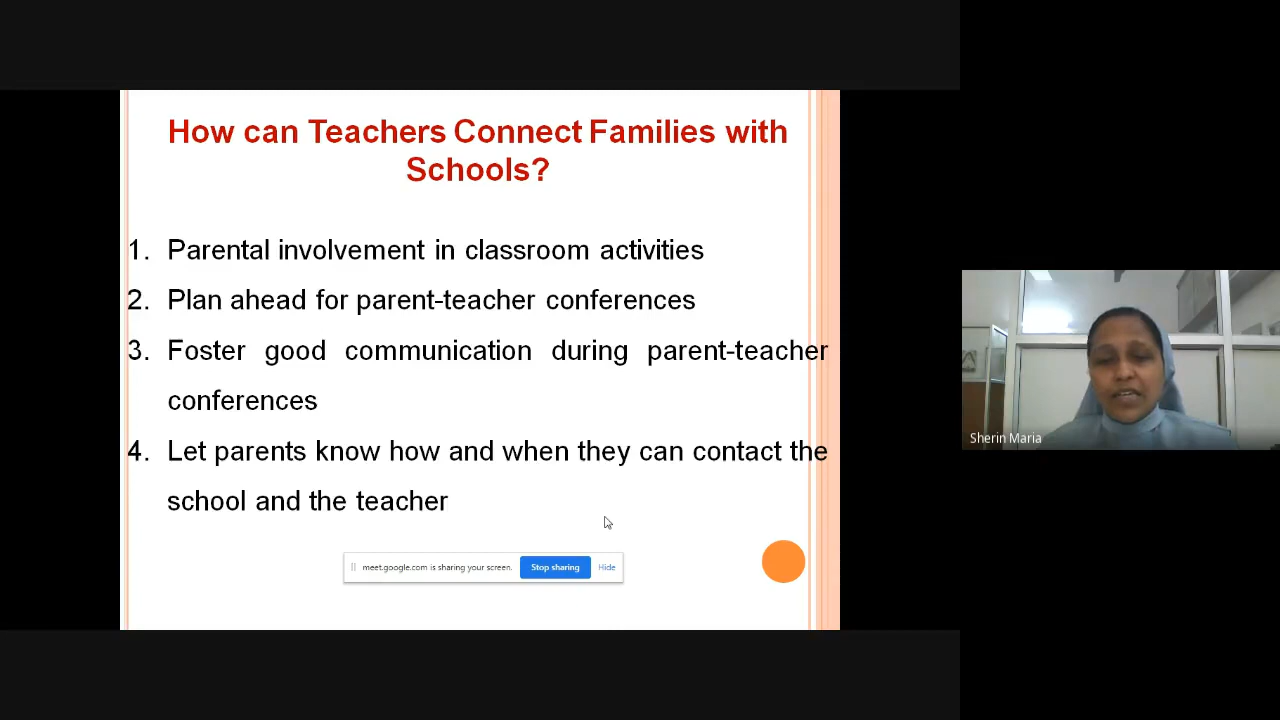 How can Teachers Connect Families with
Schools?
1. Parental involvement in classroom activities
2. Plan ahead for parent-teacher conferences
3. Foster good communication during parent-teacher
conferences
4. Let parents know how and when they can contact the
school and the teacher
Sherin Maria
meet.google.com is sharing your screen. Stop sharing Hide